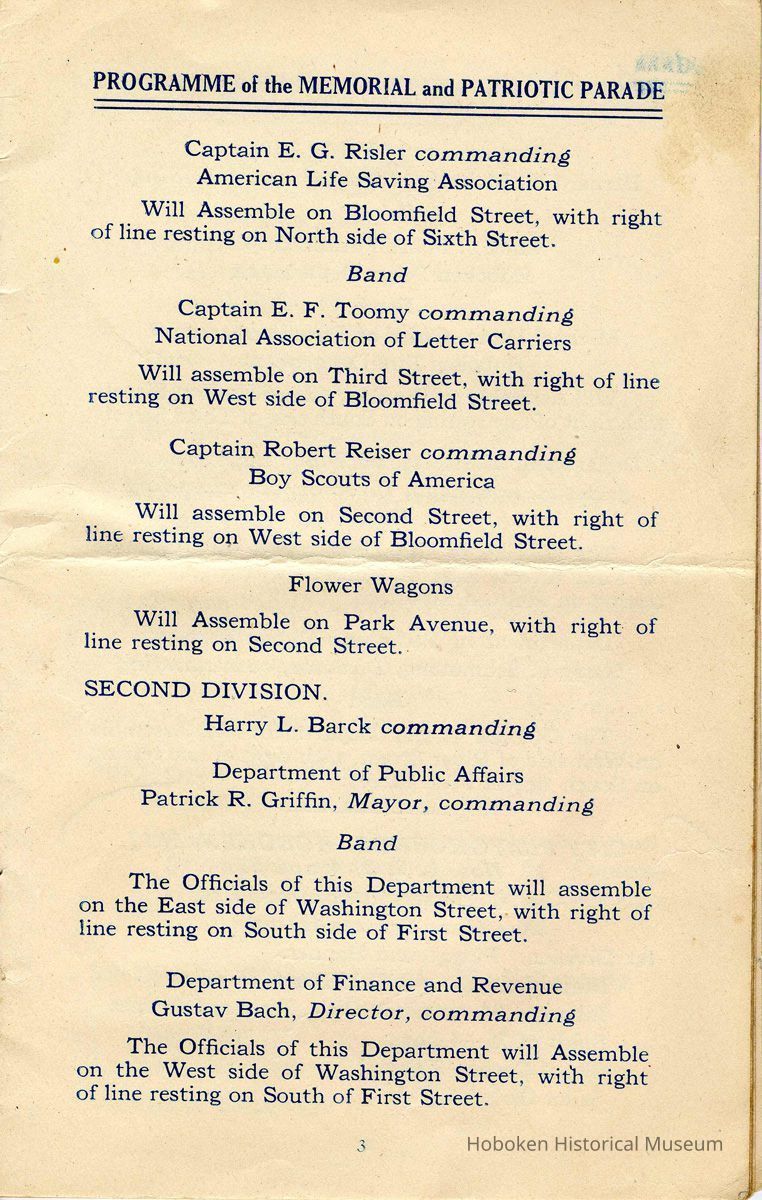 PROGRAMME of the MEMORIAL and PATRIOTIC PARADE
Captain E. G. Risler commanding
American Life Saving Association
Will Assemble on Bloomfield Street, with right
of line resting on North side of Sixth Street.
Band
Captain E. F. Toomy commanding
National Association of Letter Carriers
Will assemble on Third Street, with right of line
resting on West side of Bloomfield Street.
Captain Robert Reiser commanding
Boy Scouts of America
Will assemble on Second Street, with right of
line resting on West side of Bloomfield Street.
Flower Wagons
Will Assemble on Park Avenue, with right of
line resting on Second Street.
SECOND DIVISION.
Harry L. Barck commanding
Department of Public Affairs
Patrick R. Griffin, Mayor, commanding
Band
The Officials of this Department will assemble
on the East side of Washington Street, with right of
line resting on South side of First Street.
Department of Finance and Revenue
Gustav Bach, Director, commanding
The Officials of this Department will Assemble
on the West side of Washington Street, with right
of line resting on South of First Street.
3
Hoboken Historical Museum